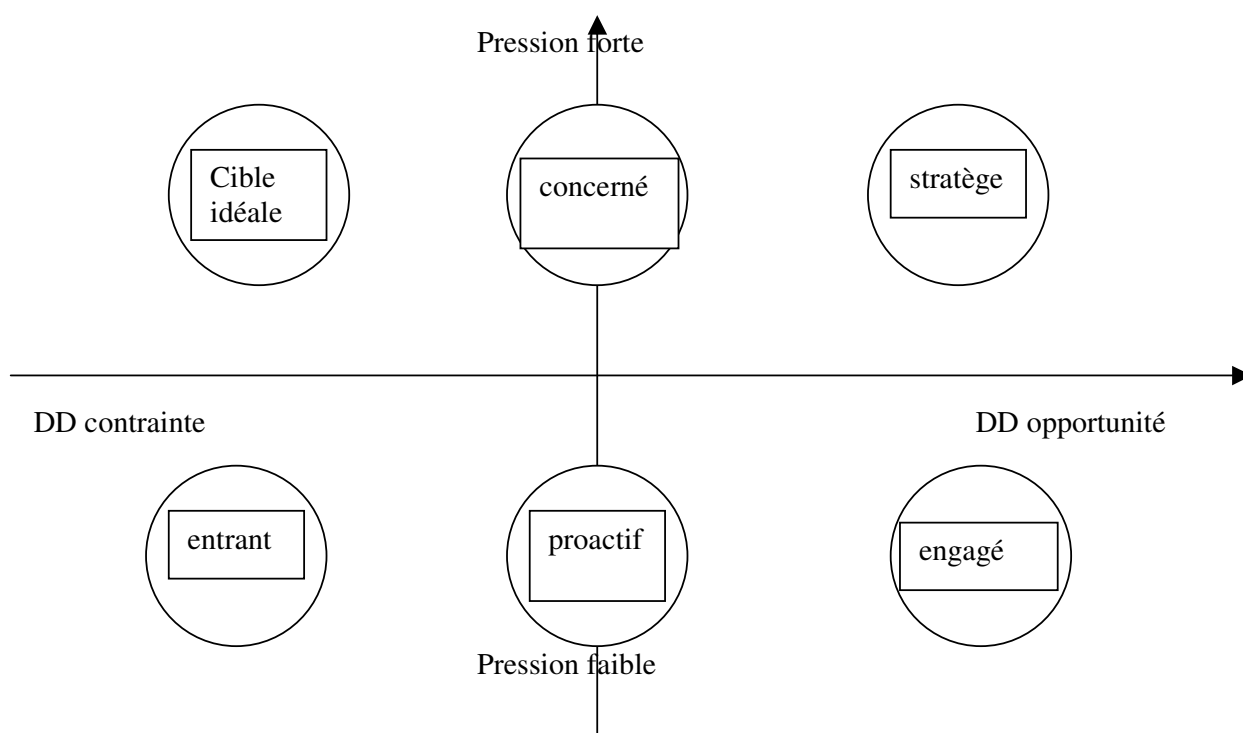 Pression forte
Cible
idéale
concerné
stratège
DD contrainte
DD opportunité
entrant
proactif
engagé
Pression faible